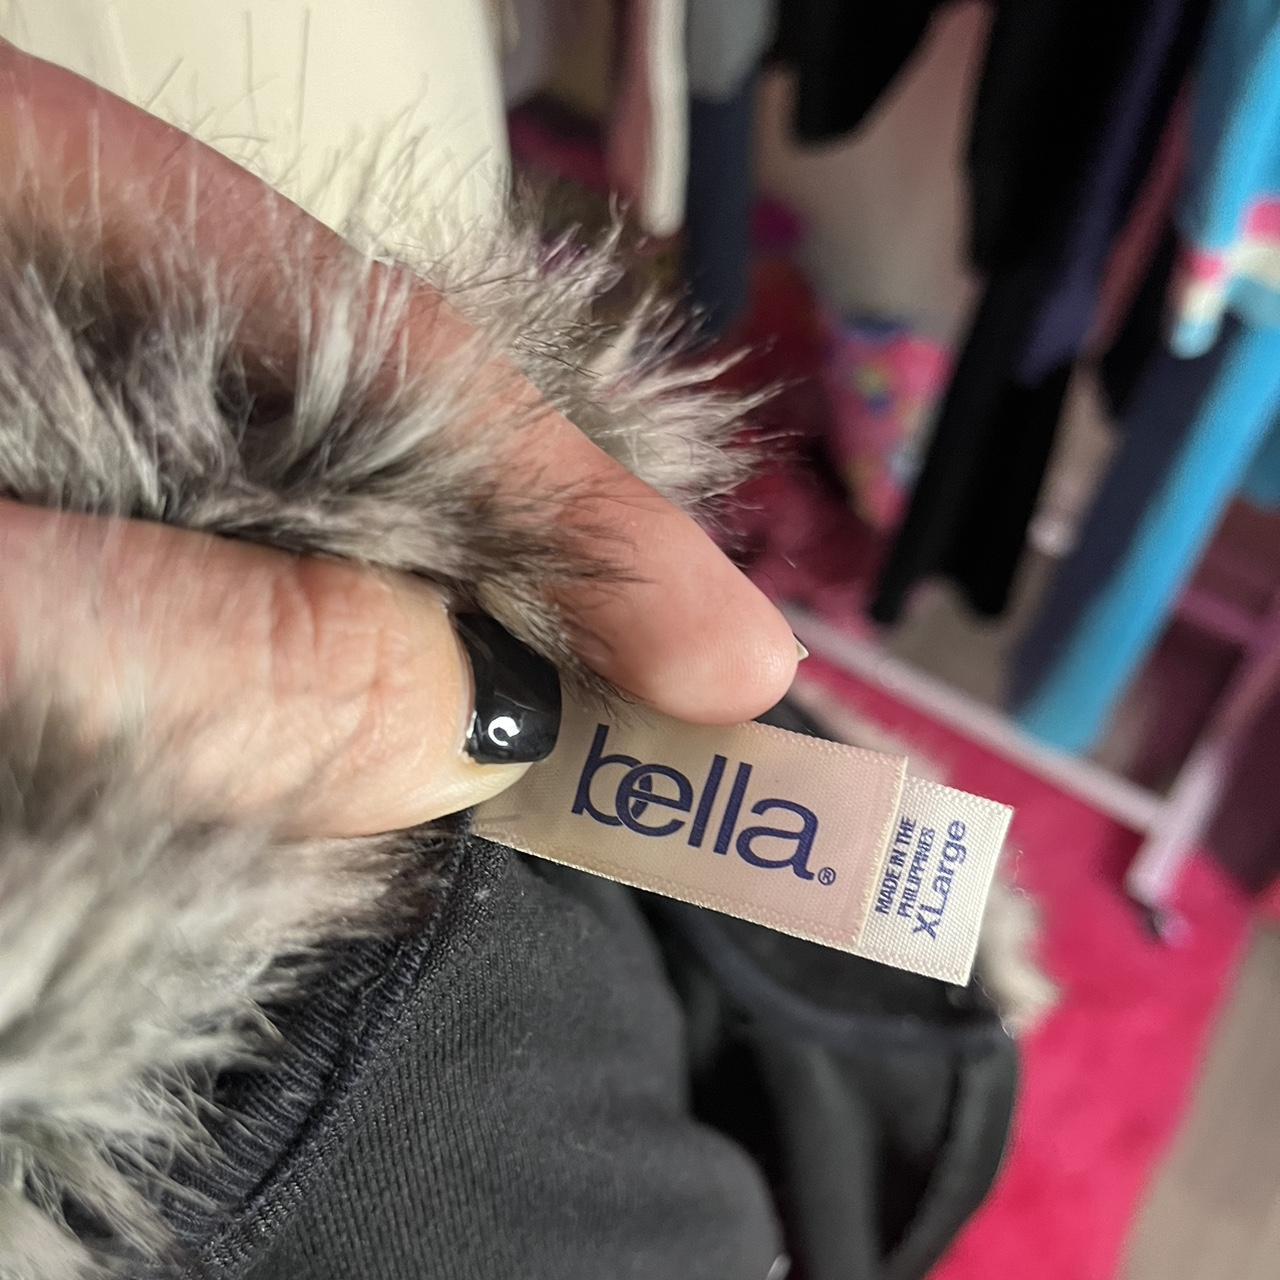 bella®
MADE IN THE
PHILIPPINES
XLarge